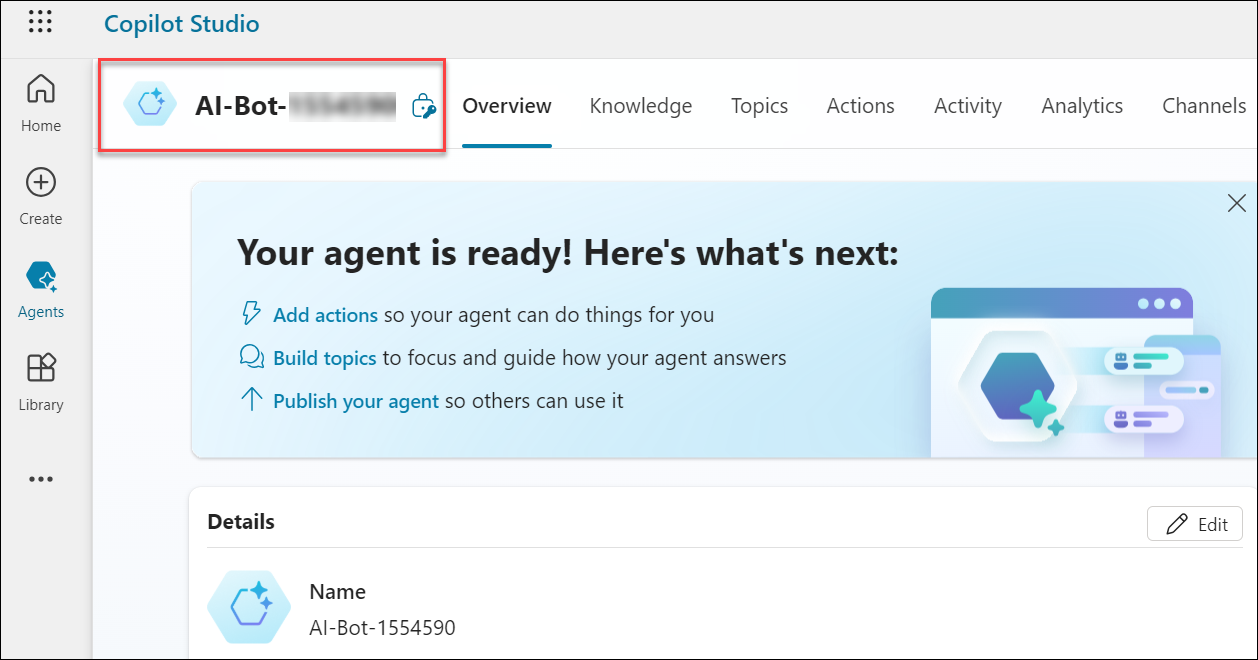 Copilot Studio
AI-Bot-
Overview Knowledge Topics Actions Activity Analytics Channels
Home
Create
Agents
Library
Your agent is ready! Here's what's next:
Add actions so your agent can do things for you
Build topics to focus and guide how your agent answers
Publish your agent so others can use it
Details
Edit
Name
AI-Bot-1554590